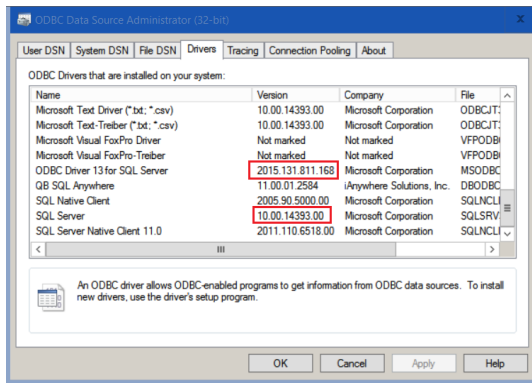 ODBC Data Source Administrator (32-bit)
x
User DSN System DSN File DSN Drivers Tracing Connection Pooling About
ODBC Drivers that are installed on your system:
Name Version Company File
Microsoft Text Driver (*.txt; *.csv) 10.00.14393.00 Microsoft Corporation ODBCJT:
Microsoft Text-Treiber (*.txt; *.csv) 10.00.14393.00 Microsoft Corporation ODBCJT:
Microsoft Visual FoxPro Driver Not marked Not marked VFPODB(
Microsoft Visual FoxPro-Treiber Not marked Not marked VFPODB(
ODBC Driver 13 for SQL Server 2015.131.811.168 Microsoft Corporation MSODBC
QB SQL Anywhere 11.00.01.2584 iAnywhere Solutions, Inc. DBODBC
SQL Native Client 2005.90.5000.00 Microsoft Corporation SQLNCLI
SQL Server 10.00.14393.00 Microsoft Corporation SQLSRV:
SQL Server Native Client 11.0 2011.110.6518.00 Microsoft Corporation SQLNCLI
An ODBC driver allows ODBC-enabled programs to get information from ODBC data sources. To install
new drivers, use the driver's setup program.
OK Cancel Apply Help